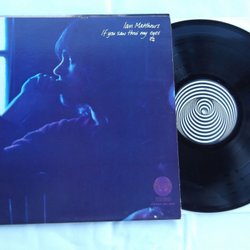 Iain Matthews
If you saw thro' my eyes